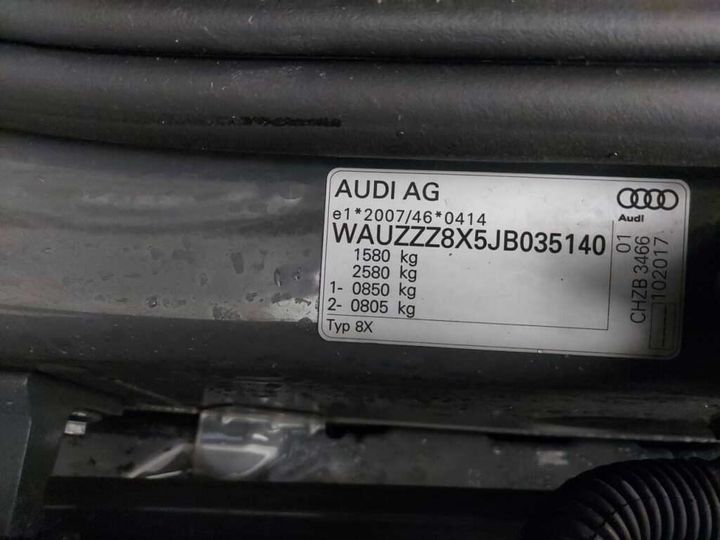 AUDI AG
e1*2007/46*0414
WAUZZZ8X5JB035140
1580 kg
2580 kg
1- 0850 kg
2- 0805 kg
Typ 8X
Audi
01
CHZB 3466
102017